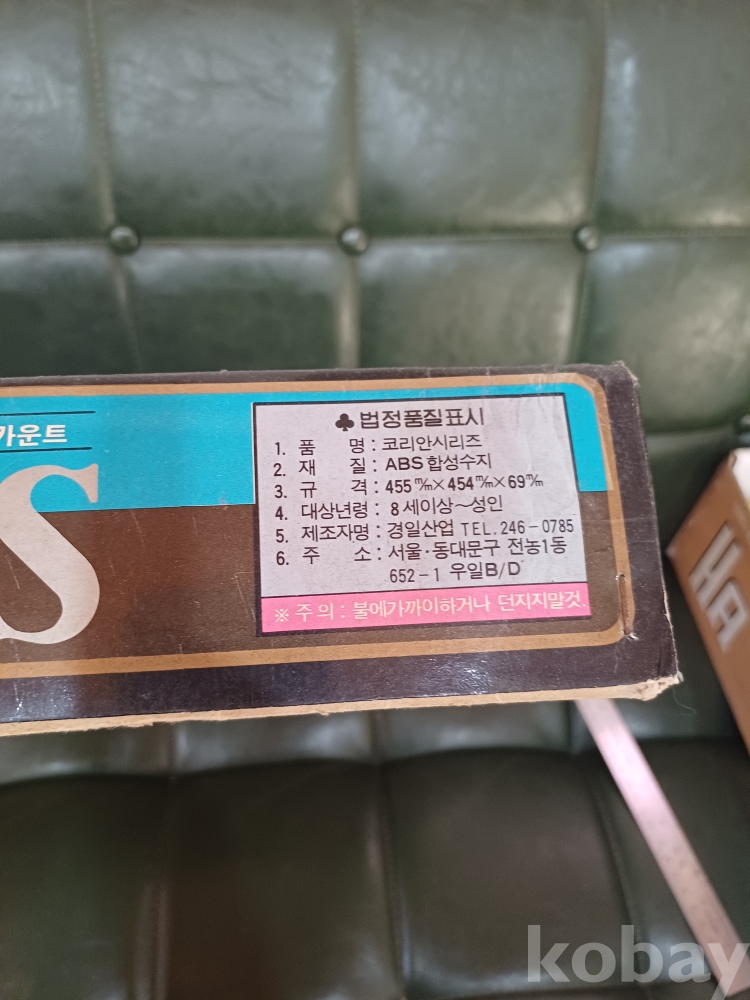 카운트
S
♣ 법정품질표시
1. 품 명 : 코리안시리즈
2. 재 질 : ABS 합성수지
3. 규 격 : 455㎜×454㎜×69㎜
4. 대상년령 : 8세이상~성인
5. 제조자명 : 경일산업 TEL. 246-0785
6. 주 소 : 서울·동대문구 전농1동
652-1 우일B/D
※ 주의 : 불에가까이하거나 던지지말것.
HA
kobay